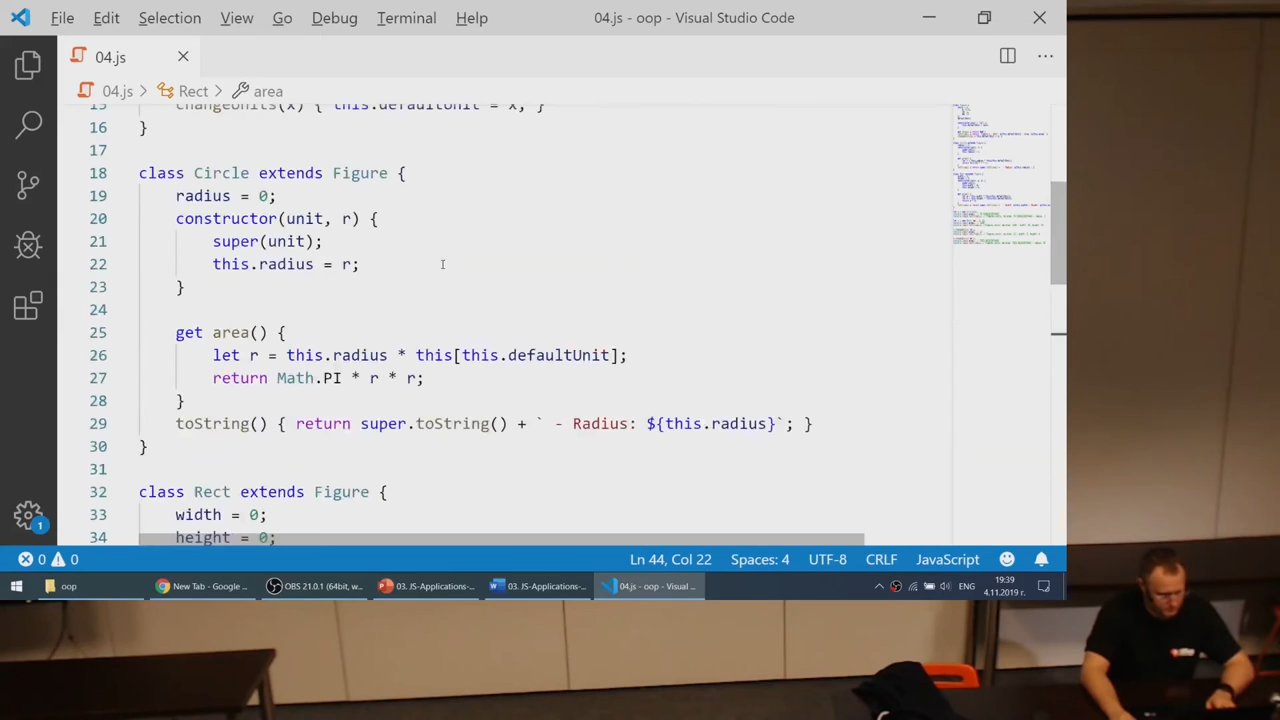 File Edit Selection View Go Debug Terminal Help 04.js - oop - Visual Studio Code
04.js
04.js > Rect > area
15 changeUnits(x) { this.defaultUnit = x; }
16 }
17
18 class Circle extends Figure {
19 radius = 0;
20 constructor(unit, r) {
21 super(unit);
22 this.radius = r;
23 }
24
25 get area() {
26 let r = this.radius * this[this.defaultUnit];
27 return Math.PI * r * r;
28 }
29 toString() { return super.toString() + ` - Radius: ${this.radius}`; }
30 }
31
32 class Rect extends Figure {
33 width = 0;
34 height = 0;
1
0 0 Ln 44, Col 22 Spaces: 4 UTF-8 CRLF JavaScript
oop New Tab - Google ... OBS 21.0.1 (64bit, w... 03. JS-Applications-... 03. JS-Applications-... 04.js - oop - Visual ... ENG 19:39
4.11.2019 г.